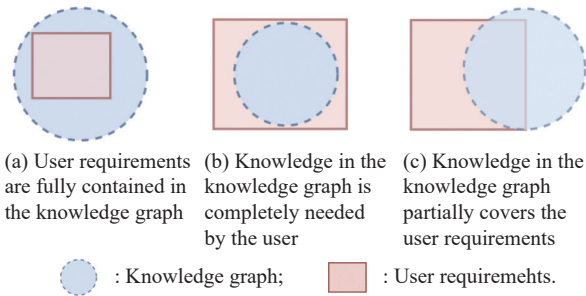 (a) User requirements
are fully contained in
the knowledge graph
(b) Knowledge in the
knowledge graph is
completely needed
by the user
(c) Knowledge in the
knowledge graph
partially covers the
user requirements
: Knowledge graph;
: User requiremehts.